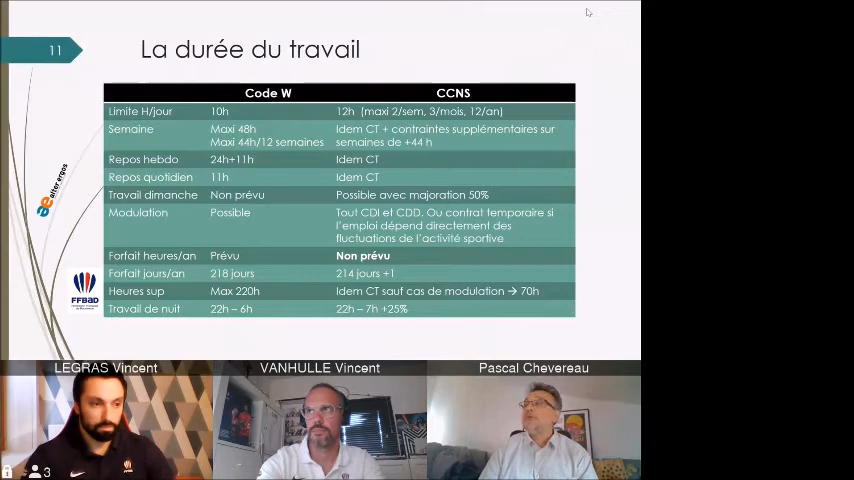 11
La durée du travail
Code W CCNS
Limite H/jour 10h 12h (maxi 2/sem, 3/mois, 12/an)
Semaine Maxi 48h Idem CT + contraintes supplémentaires sur
Maxi 44h/12 semaines semaines de +44 h
Repos hebdo 24h+11h Idem CT
Repos quotidien 11h Idem CT
Travail dimanche Non prévu Possible avec majoration 50%
Modulation Possible Tout CDI et CDD. Ou contrat temporaire si
l'emploi dépend directement des
fluctuations de l'activité sportive
Forfait heures/an Prévu Non prévu
Forfait jours/an 218 jours 214 jours +1
Heures sup Max 220h Idem CT sauf cas de modulation → 70h
Travail de nuit 22h – 6h 22h – 7h +25%
ae alter ergos
FFBAD
LEGRAS Vincent VANHULLE Vincent Pascal Chevereau
3